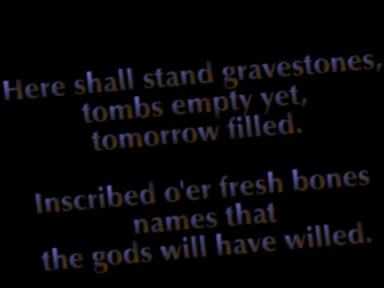 Here shall stand gravestones,
tombs empty yet,
tomorrow filled.
Inscribed o'er fresh bones
names that
the gods will have willed.